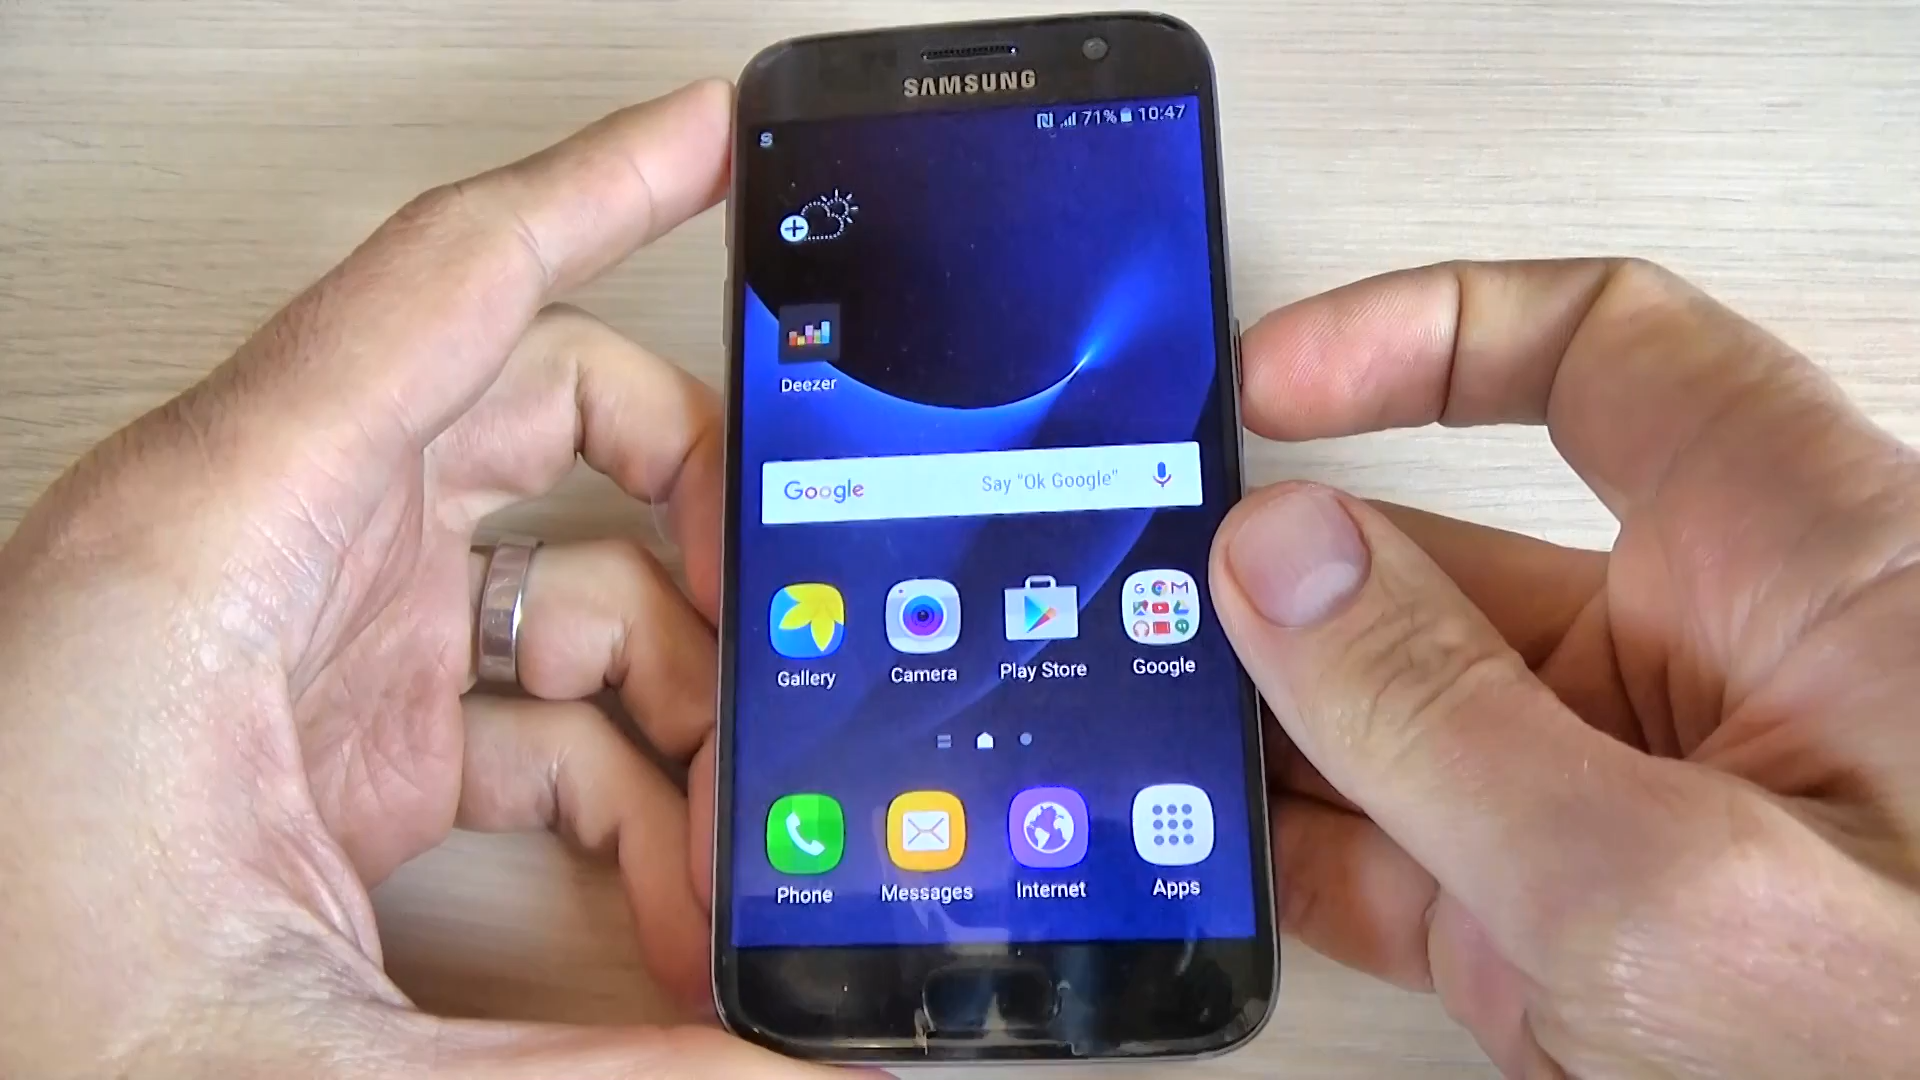 SAMSUNG
71% 10:47
S
Deezer
Google Say "Ok Google"
Gallery Camera Play Store Google
Phone Messages Internet Apps